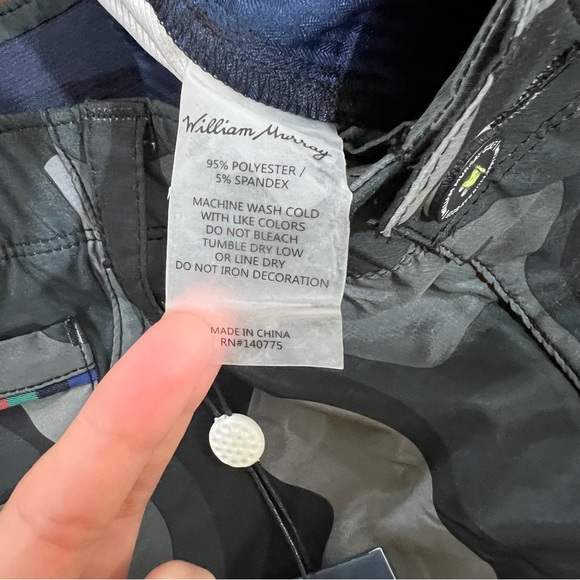 William Murray
95% POLYESTER /
5% SPANDEX
MACHINE WASH COLD
WITH LIKE COLORS
DO NOT BLEACH
TUMBLE DRY LOW
OR LINE DRY
DO NOT IRON DECORATION
MADE IN CHINA
RN#140775